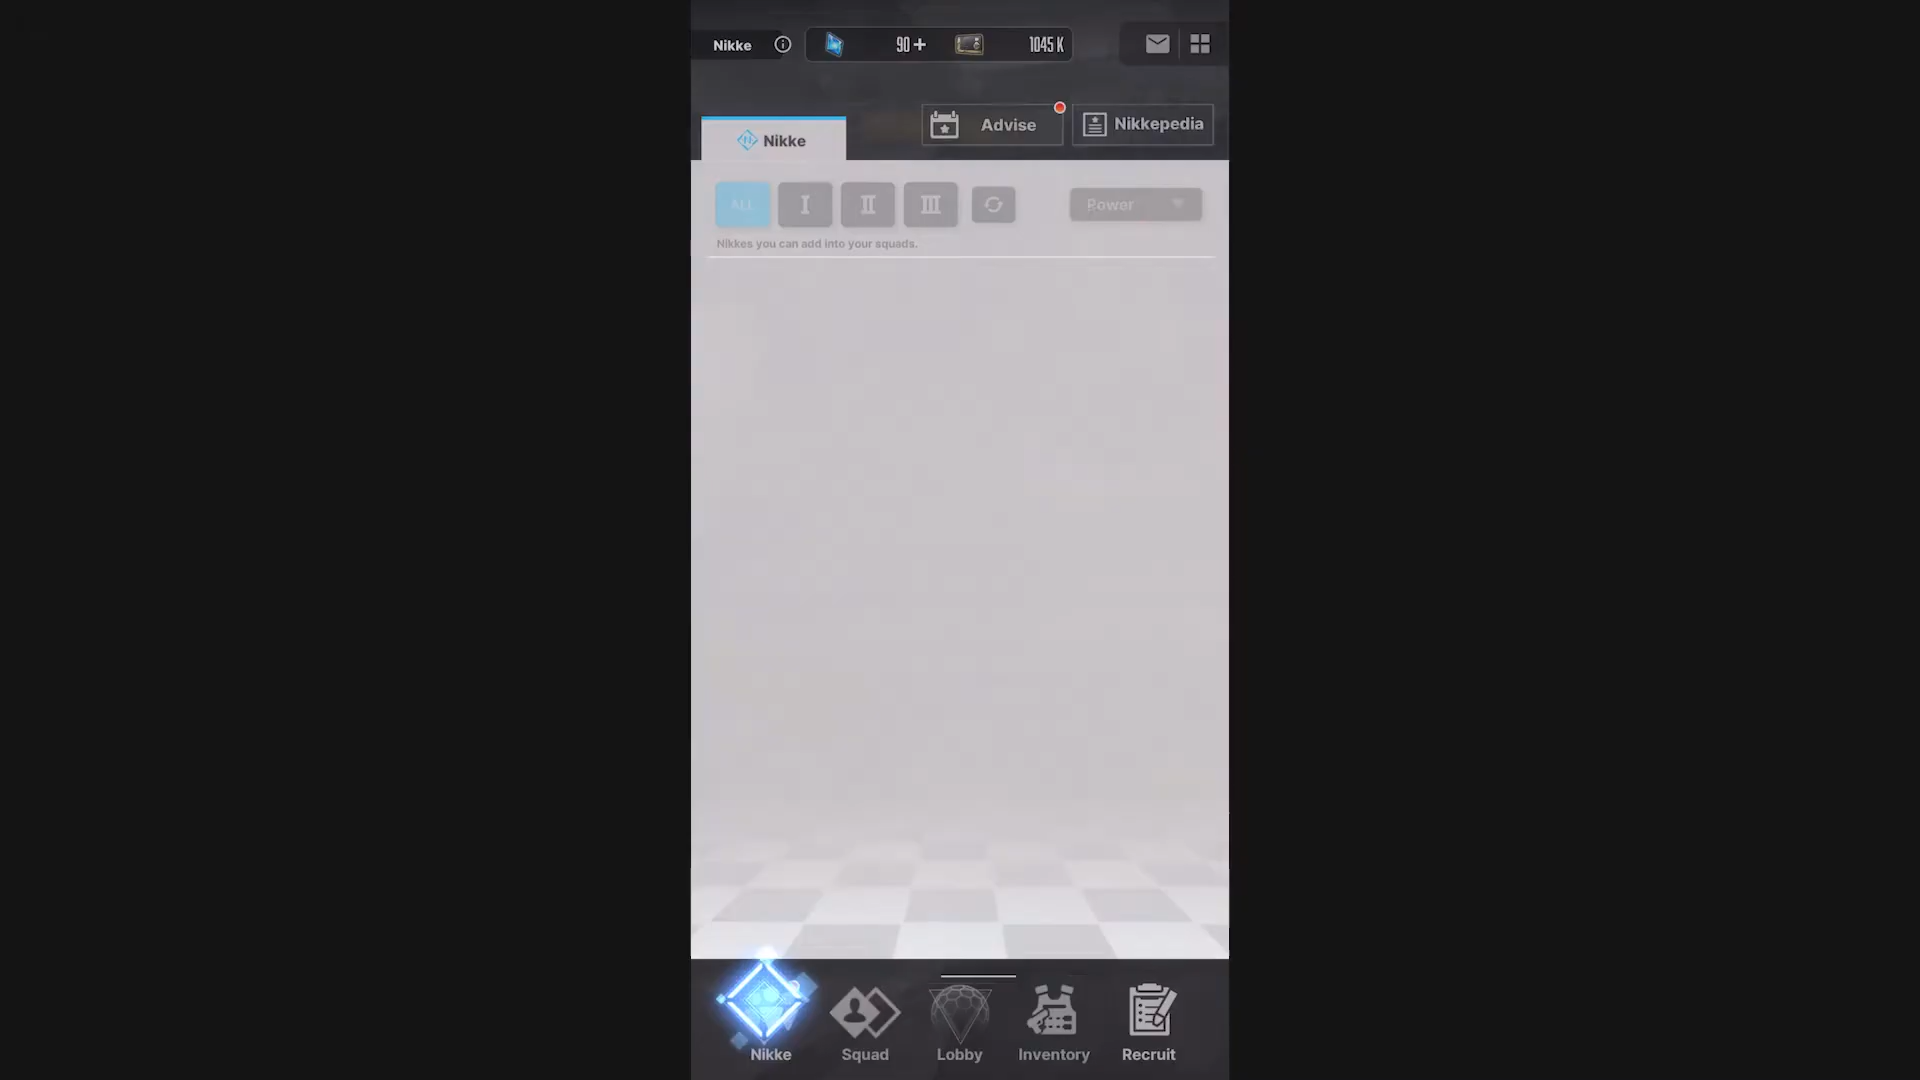 Nikke 90 + 1045 K
Nikke
Advise
Nikkepedia
ALL I II III Power
Nikkes you can add into your squads.
Nikke Squad Lobby Inventory Recruit